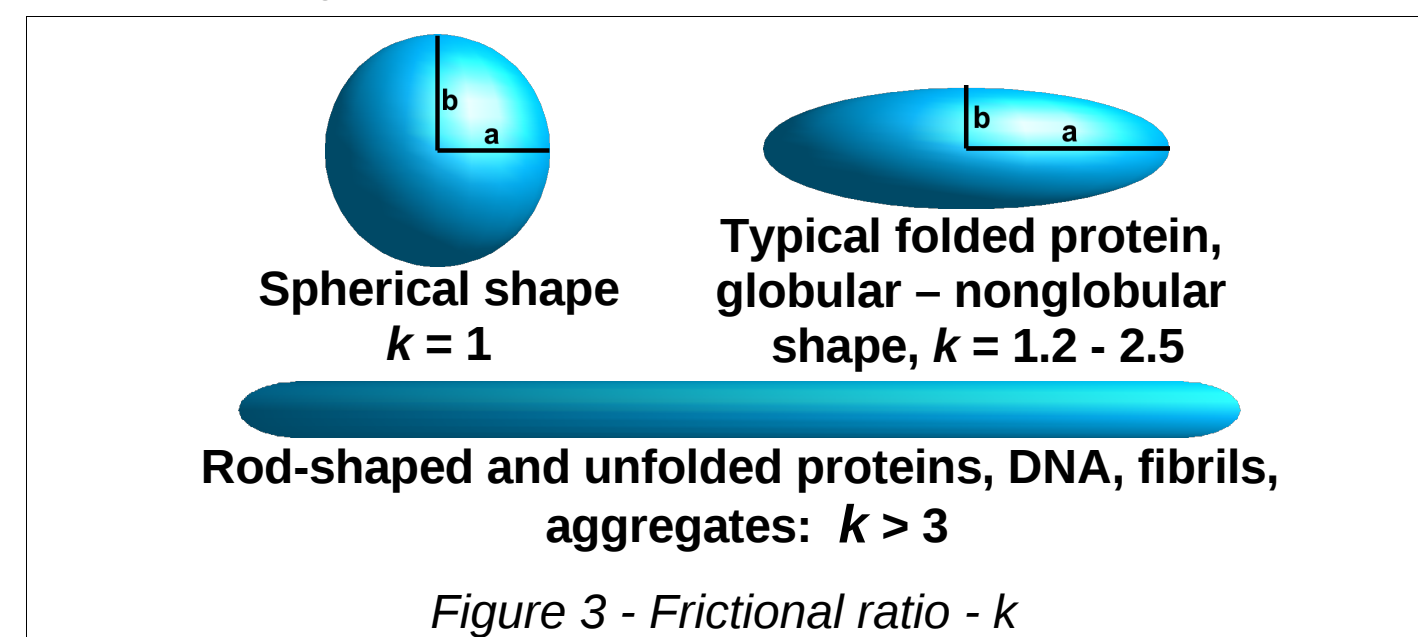 b
a
b
a
Spherical shape
k = 1
Typical folded protein,
globular – nonglobular
shape, k = 1.2 - 2.5
Rod-shaped and unfolded proteins, DNA, fibrils,
aggregates: k > 3
Figure 3 - Frictional ratio - k